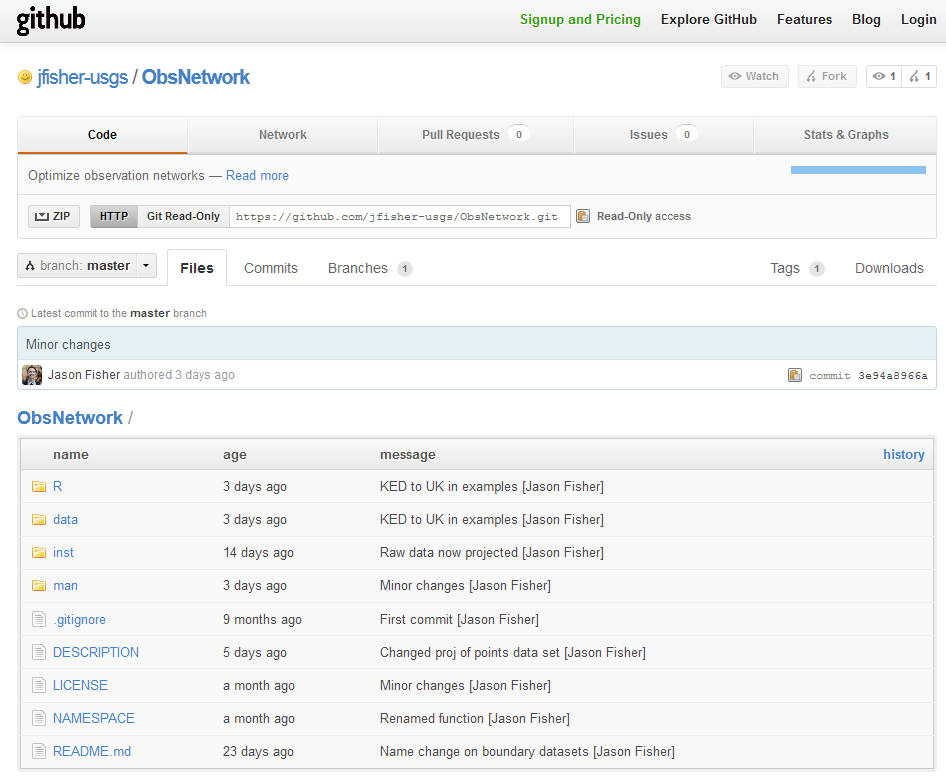 github Signup and Pricing Explore GitHub Features Blog Login
jfisher-usgs / ObsNetwork Watch Fork 1 1
Code Network Pull Requests 0 Issues 0 Stats & Graphs
Optimize observation networks — Read more
ZIP HTTP Git Read-Only https://github.com/jfisher-usgs/ObsNetwork.git Read-Only access
branch: master Files Commits Branches 1 Tags 1 Downloads
Latest commit to the master branch
Minor changes
Jason Fisher authored 3 days ago commit 3e94a8966a
ObsNetwork /
name age message history
R 3 days ago KED to UK in examples [Jason Fisher]
data 3 days ago KED to UK in examples [Jason Fisher]
inst 14 days ago Raw data now projected [Jason Fisher]
man 3 days ago Minor changes [Jason Fisher]
.gitignore 9 months ago First commit [Jason Fisher]
DESCRIPTION 5 days ago Changed proj of points data set [Jason Fisher]
LICENSE a month ago Minor changes [Jason Fisher]
NAMESPACE a month ago Renamed function [Jason Fisher]
README.md 23 days ago Name change on boundary datasets [Jason Fisher]